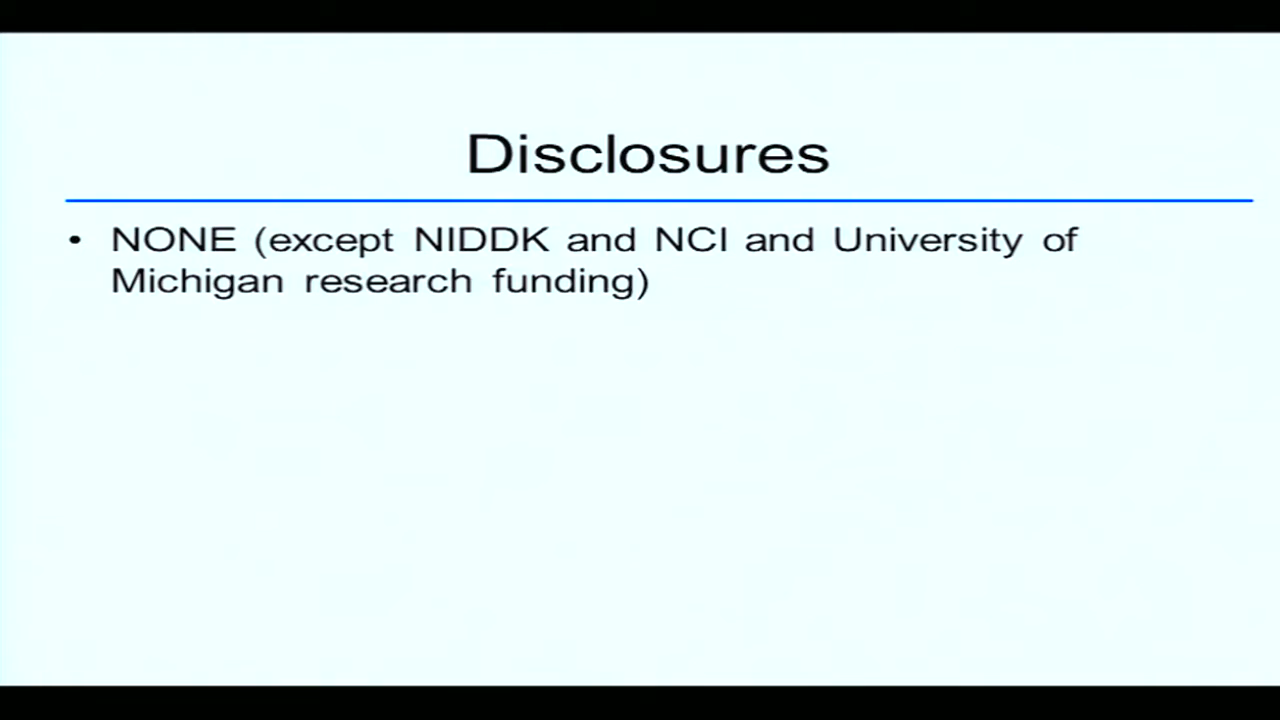 Disclosures
• NONE (except NIDDK and NCI and University of
Michigan research funding)